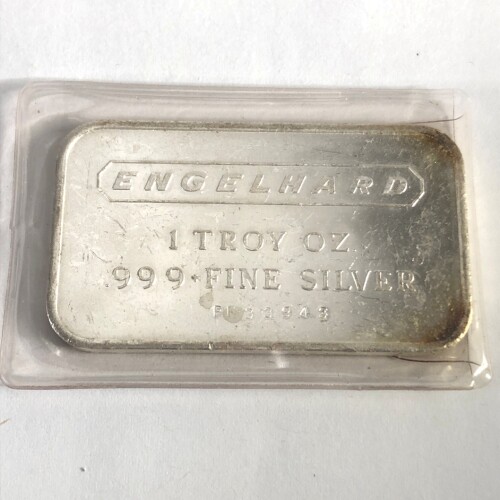 ENGELHARD
1 TROY OZ
999+FINE SILVER